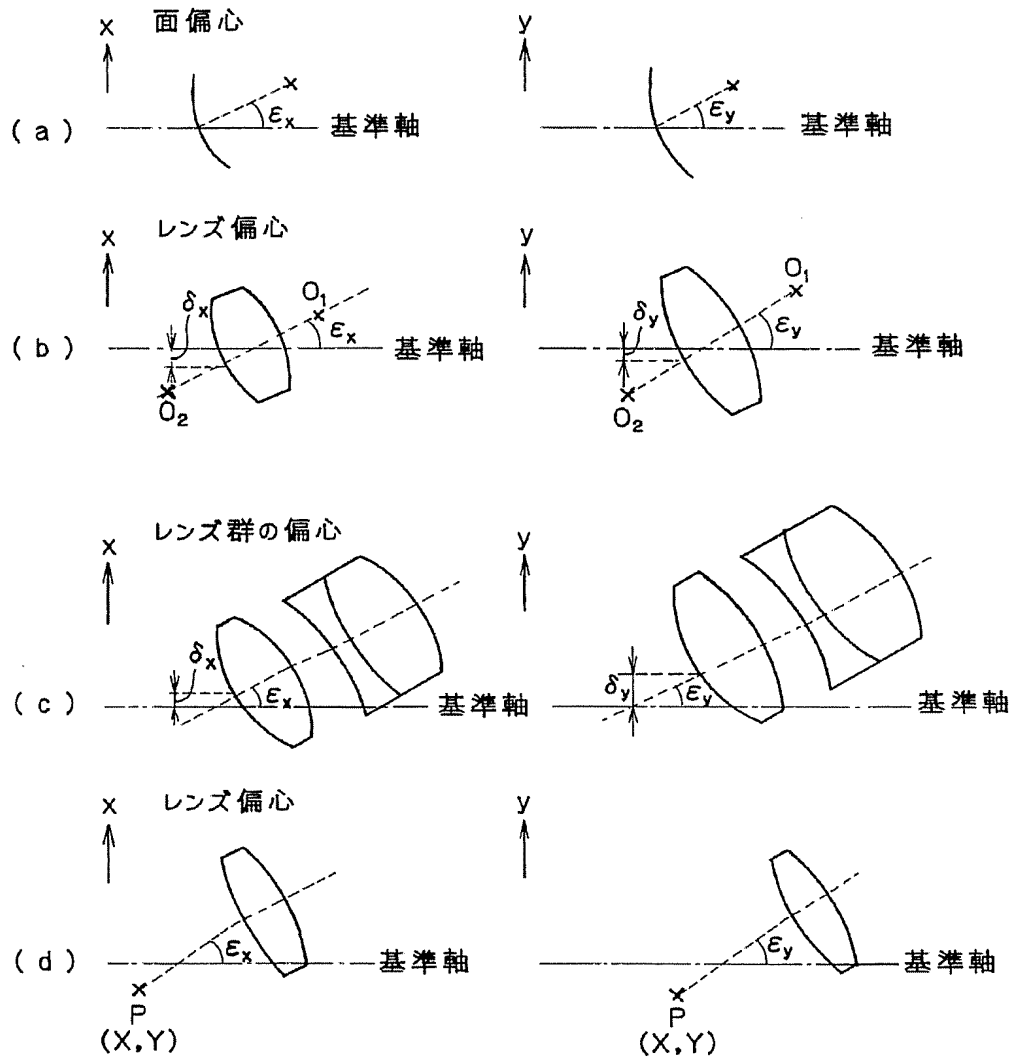 x 面偏心 y
(a) εx 基準軸 εy 基準軸
x レンズ偏心 y
(b) δx O₁ εx 基準軸 O₂ δy O₁ εy 基準軸 O₂
x レンズ群の偏心 y
(c) δx εx 基準軸 δy εy 基準軸
x レンズ偏心 y
(d) εx 基準軸 εy 基準軸
P P
(X,Y) (X,Y)